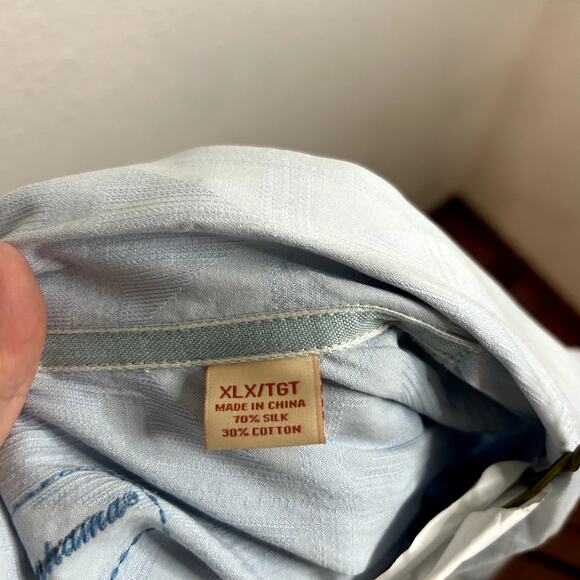 XLX/TGT
MADE IN CHINA
70% SILK
30% COTTON